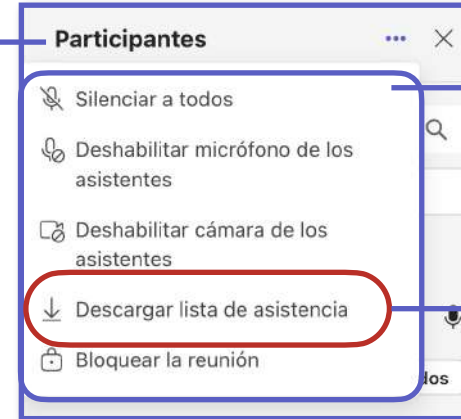 Participantes
Silenciar a todos
Deshabilitar micrófono de los
asistentes
Deshabilitar cámara de los
asistentes
Descargar lista de asistencia
Bloquear la reunión
dos